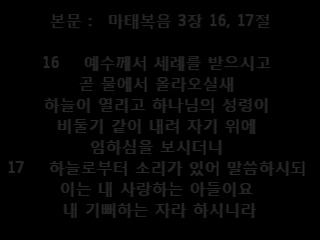 본문 : 마태복음 3장 16, 17절
16 예수께서 세례를 받으시고
곧 물에서 올라오실새
하늘이 열리고 하나님의 성령이
비둘기 같이 내려 자기 위에
임하심을 보시더니
17 하늘로부터 소리가 있어 말씀하시되
이는 내 사랑하는 아들이요
내 기뻐하는 자라 하시니라